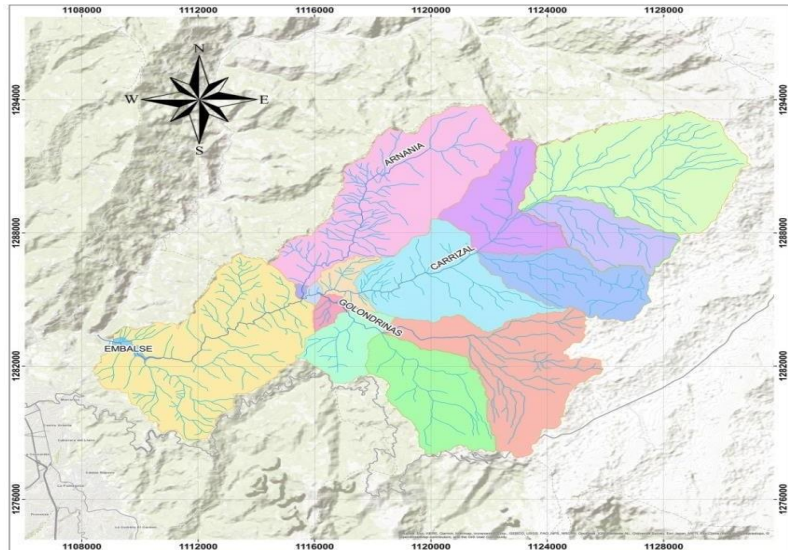 1108000 1112000 1116000 1120000 1124000 1128000
N
W E
S
1294000 1294000
ARNANIA
1288000 1288000
CARRIZAL
GOLONDRINAS
EMBALSE
1282000 1282000
1276000 1276000
1108000 1112000 1116000 1120000 1124000 1128000